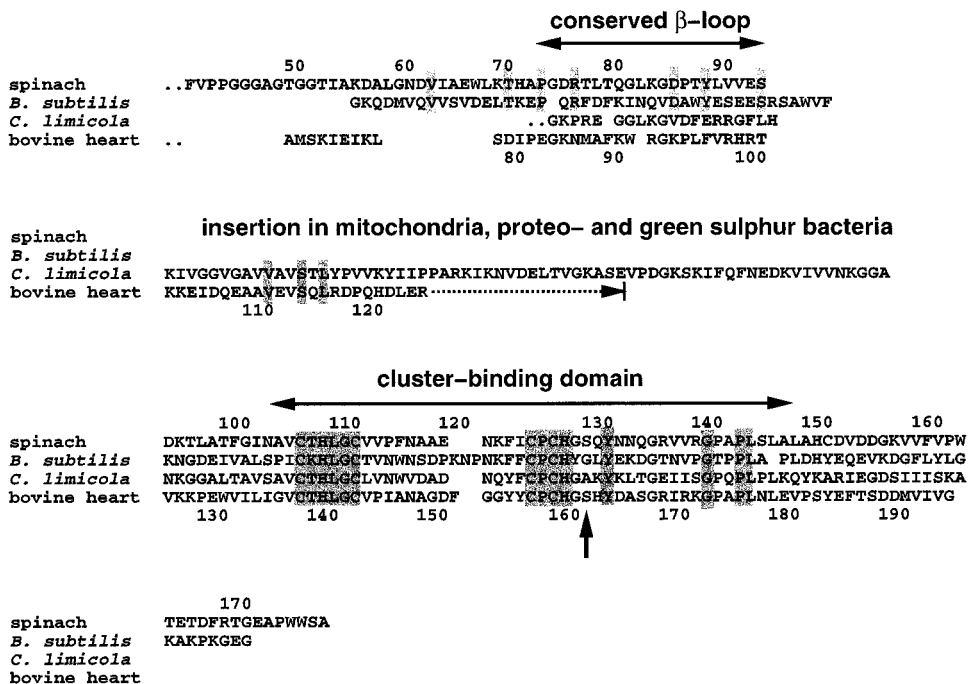 conserved β–loop
50 60 70 80 90
spinach ..FVPPGGGAGTGGTIAKDALGNDVIAEWLKTHAPGDRTLTQGLKGDPTYLVVES
B. subtilis GKQDMVQVVVSVDELTKEP QRFDFKINQVDAWYESEESRSAWVF
C. limicola ..GKPRE GGLKGVDFERRGFLH
bovine heart .. AMSKIEIKL SDIPEGKNMAFKW RGKPLFVRHRT
80 90 100
insertion in mitochondria, proteo– and green sulphur bacteria
spinach
B. subtilis
C. limicola KIVGGVGAVVAVSTLYPVVKYIIPPARKIKNVDELTVGKASEVPDGKSKIFQFNEDKVIVVNKGGA
bovine heart KKEIDQEAAVEVSQLRDPQHDLER
110 120
cluster–binding domain
100 110 120 130 140 150 160
spinach DKTLATFGINAVCTHLGCVVPFNAAE NKFICPCHGSQYNNQGRVVRGPAPLSLALAHCDVDDGKVVFVPW
B. subtilis KNGDEIVALSPICKHLGCTVNWNSDPKNPNKFFCPCHYGLYEKDGTNVPGTPPLA PLDHYEQEVKDGFLYLG
C. limicola NKGGALTAVSAVCTHLGCLVNWVDAD NQYFCPCHGAKYKLTGEIISGPQPLPLKQYKARIEGDSIIISKA
bovine heart VKKPEWVILIGVCTHLGCVPIANAGDF GGYYCPCHGSHYDASGRIRKGPAPLNLEVPSYEFTSDDMVIVG
130 140 150 160 170 180 190
170
spinach TETDFRTGEAPWWSA
B. subtilis KAKPKGEG
C. limicola
bovine heart